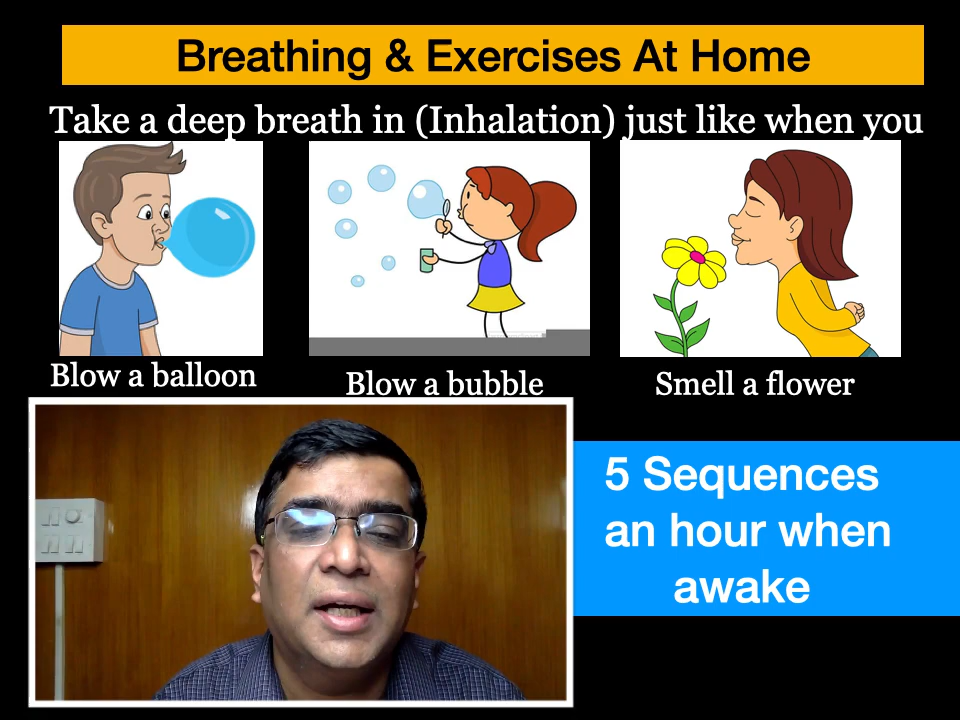 Breathing & Exercises At Home
Take a deep breath in (Inhalation) just like when you
Blow a balloon
Blow a bubble
Smell a flower
5 Sequences
an hour when
awake